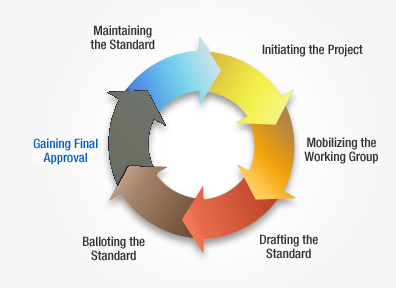 Maintaining
the Standard
Initiating the Project
Mobilizing the
Working Group
Drafting the
Standard
Balloting the
Standard
Gaining Final
Approval